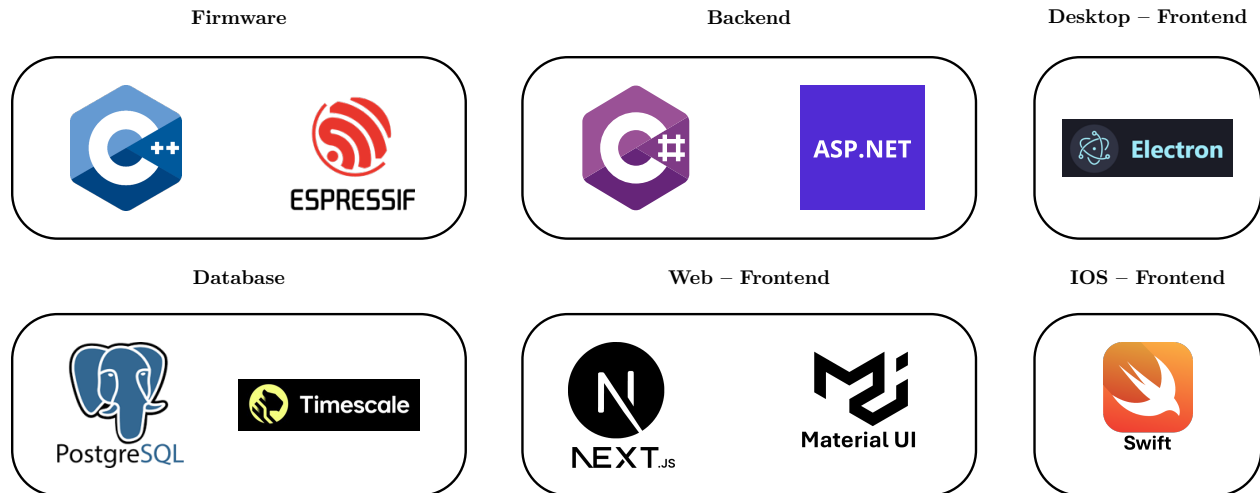 Firmware
Backend
Desktop – Frontend
C++
ESPRESSIF
C#
ASP.NET
Electron
Database
Web – Frontend
IOS – Frontend
PostgreSQL
Timescale
N
NEXT.JS
Material UI
Swift